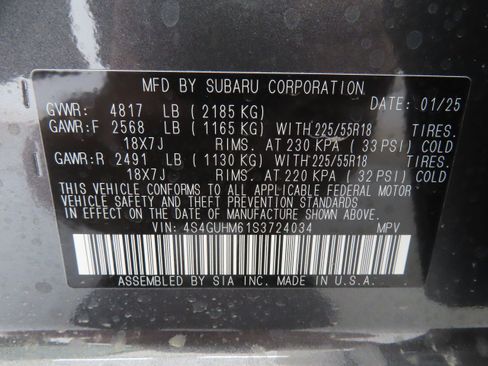 MFD BY SUBARU CORPORATION
GVWR: 4817 LB (2185 KG) DATE: 01/25
GAWR:F 2568 LB (1165 KG) WITH 225/55R18 TIRES.
18X7J RIMS. AT 230 KPA (33 PSI) COLD
GAWR:R 2491 LB (1130 KG) WITH 225/55R18 TIRES.
18X7J RIMS. AT 220 KPA (32 PSI) COLD
THIS VEHICLE CONFORMS TO ALL APPLICABLE FEDERAL MOTOR
VEHICLE SAFETY AND THEFT PREVENTION STANDARDS
IN EFFECT ON THE DATE OF MANUFACTURE SHOWN ABOVE.
VIN: 4S4GUHM61S3724034 MPV
ASSEMBLED BY SIA INC. MADE IN U.S.A.